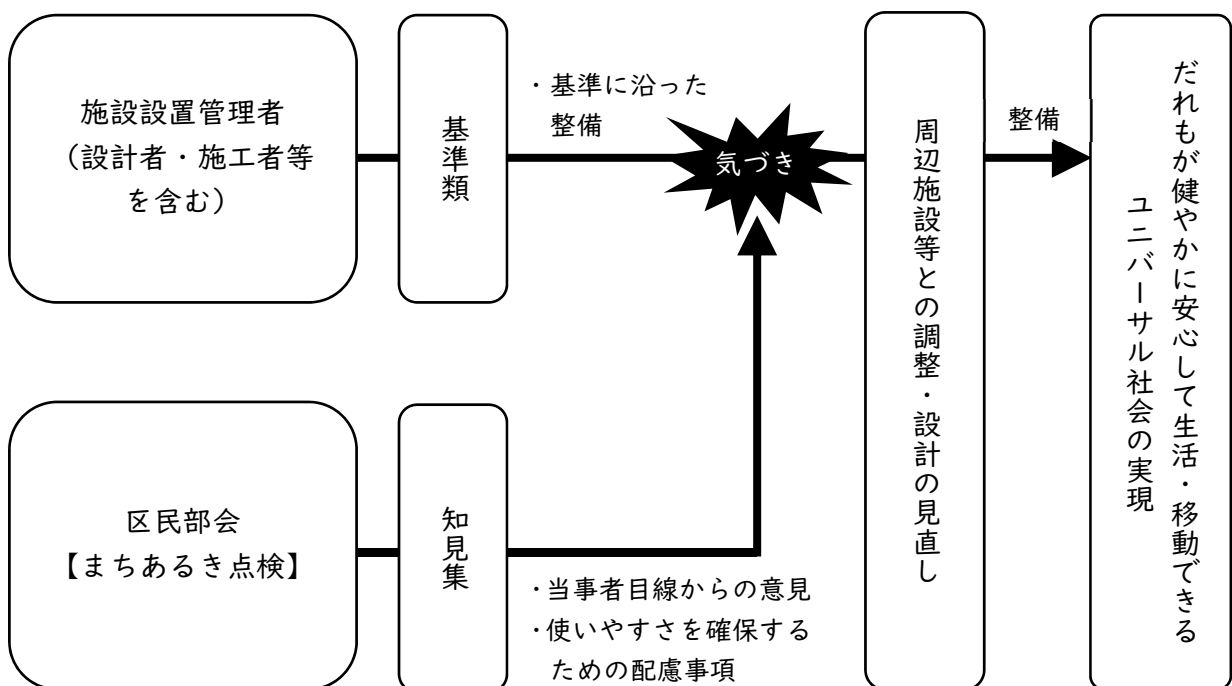 施設設置管理者
（設計者・施工者等
を含む）
基準類
・基準に沿った
整備
気づき
区民部会
【まちあるき点検】
知見集
・当事者目線からの意見
・使いやすさを確保する
ための配慮事項
周辺施設等との調整・設計の見直し
整備
だれもが健やかに安心して生活・移動できる
ユニバーサル社会の実現